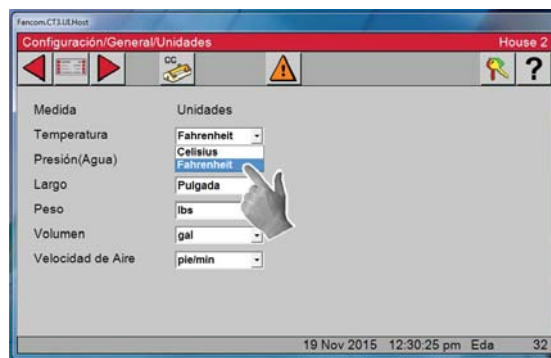 Fancom.CT3.UI.Host
Configuración/General/Unidades House 2
CC ?
Medida Unidades
Temperatura Fahrenheit
Celisius
Presión(Agua) Fahrenheit
Largo Pulgada
Peso lbs
Volumen gal
Velocidad de Aire pie/min
19 Nov 2015 12:30:25 pm Eda 32